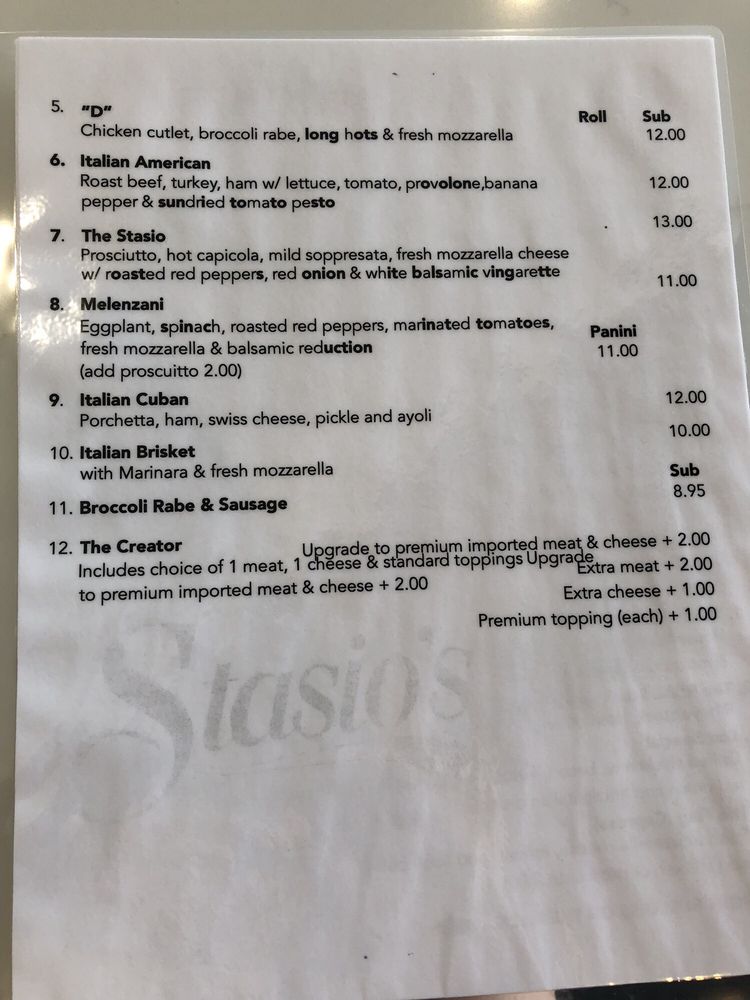 5. "D" Roll Sub
Chicken cutlet, broccoli rabe, long hots & fresh mozzarella 12.00
6. Italian American
Roast beef, turkey, ham w/ lettuce, tomato, provolone,banana 12.00
pepper & sundried tomato pesto
13.00
7. The Stasio
Prosciutto, hot capicola, mild soppresata, fresh mozzarella cheese
w/ roasted red peppers, red onion & white balsamic vingarette 11.00
8. Melenzani
Eggplant, spinach, roasted red peppers, marinated tomatoes, Panini
fresh mozzarella & balsamic reduction 11.00
(add proscuitto 2.00)
9. Italian Cuban 12.00
Porchetta, ham, swiss cheese, pickle and ayoli
10.00
10. Italian Brisket
with Marinara & fresh mozzarella Sub
8.95
11. Broccoli Rabe & Sausage
12. The Creator Upgrade to premium imported meat & cheese + 2.00
Includes choice of 1 meat, 1 cheese & standard toppings Upgrade
Extra meat + 2.00
to premium imported meat & cheese + 2.00
Extra cheese + 1.00
Premium topping (each) + 1.00
Stasio's